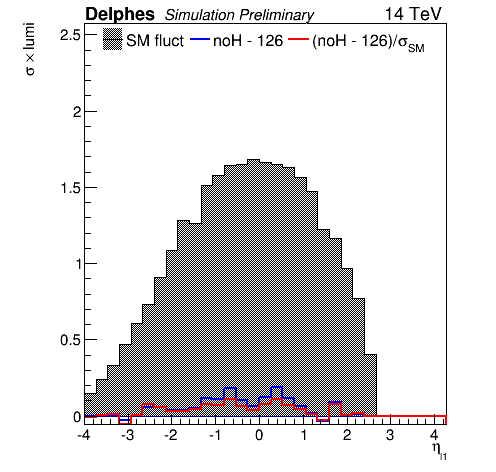 Delphes Simulation Preliminary 14 TeV
SM fluct noH - 126 (noH - 126)/σSM
σ × lumi
2.5
2
1.5
1
0.5
0
-4 -3 -2 -1 0 1 2 3 4
ηl1